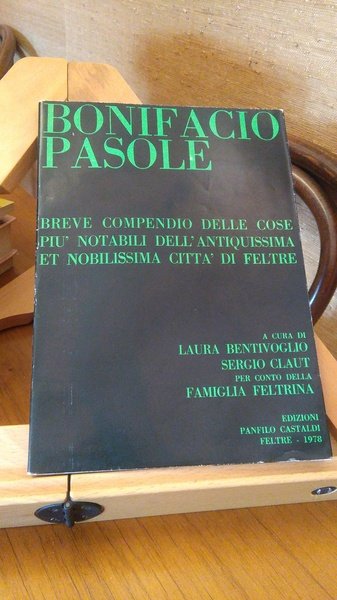 BONIFACIO
PASOLE
BREVE COMPENDIO DELLE COSE
PIU' NOTABILI DELL'ANTIQUISSIMA
ET NOBILISSIMA CITTA' DI FELTRE
A CURA DI
LAURA BENTIVOGLIO
SERGIO CLAUT
PER CONTO DELLA
FAMIGLIA FELTRINA
EDIZIONI
PANFILO CASTALDI
FELTRE - 1978